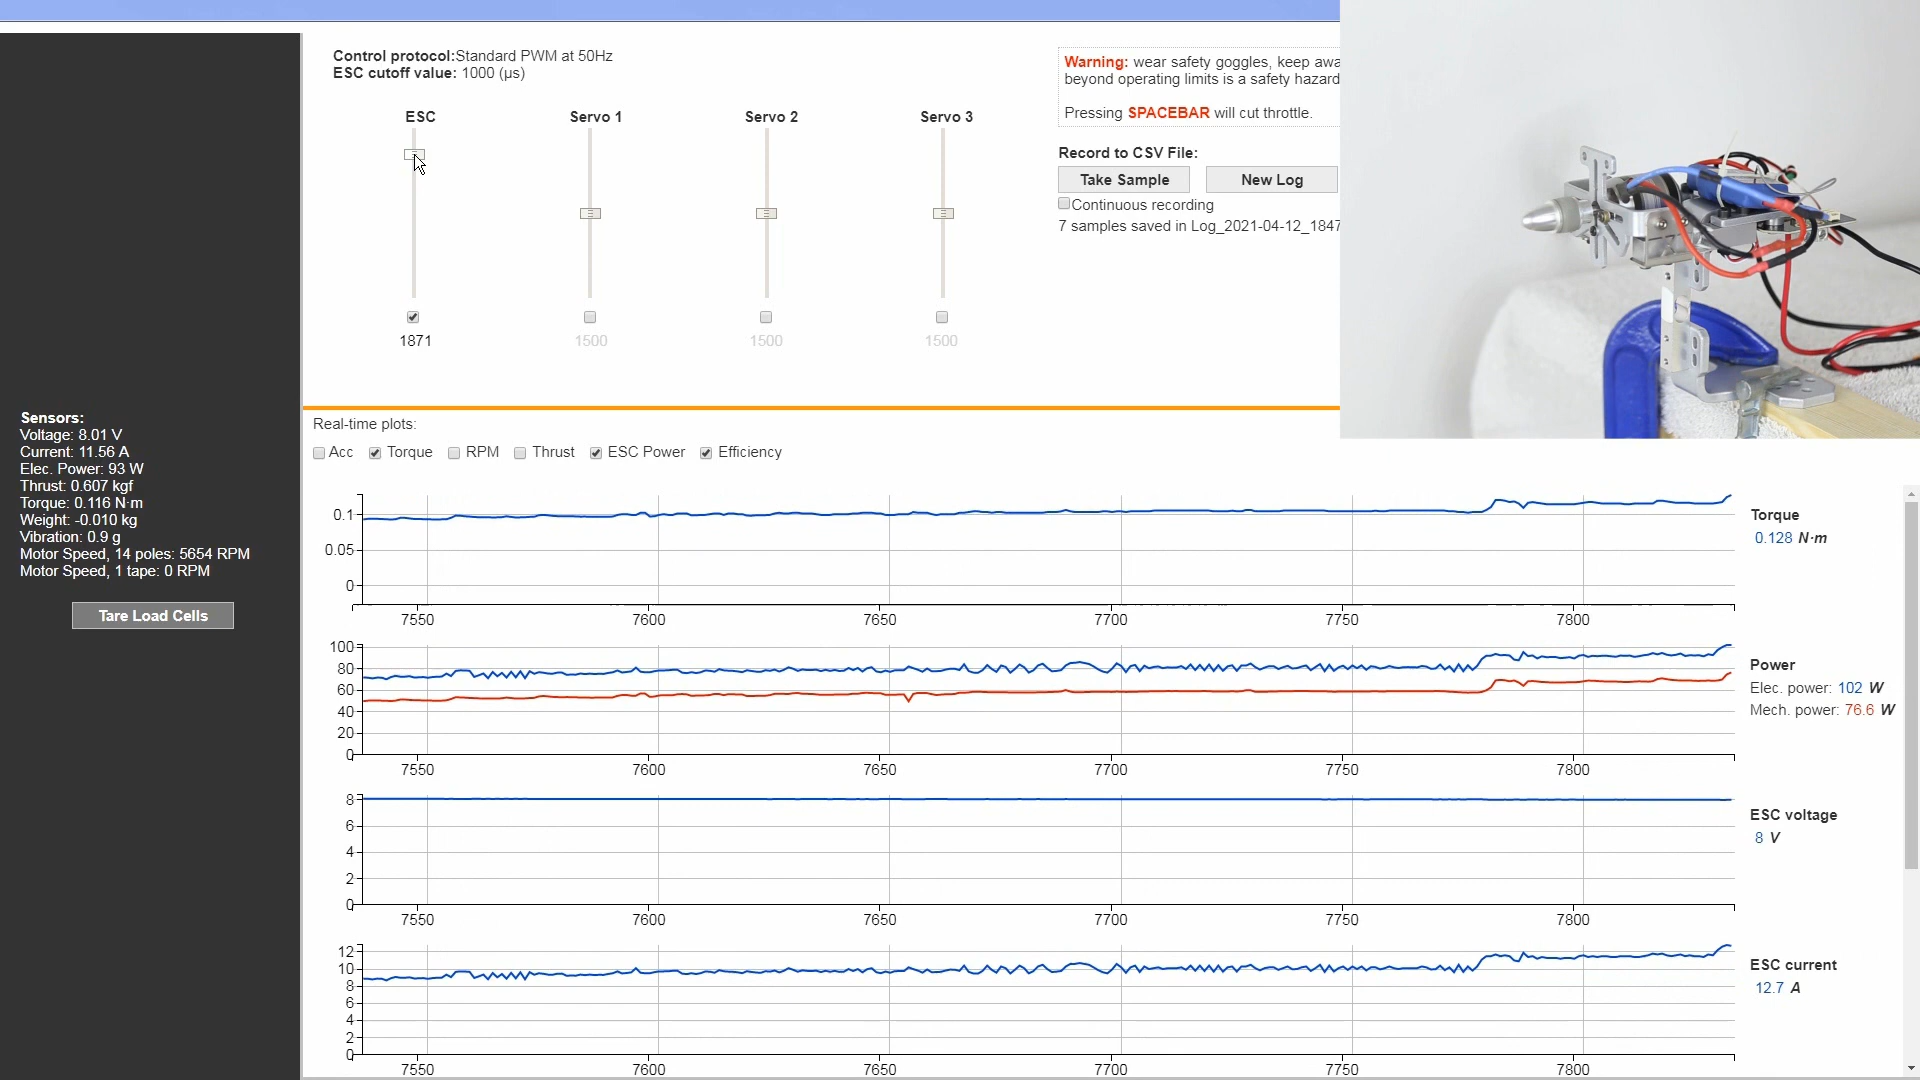 Control protocol:Standard PWM at 50Hz
ESC cutoff value: 1000 (µs)
ESC
Servo 1
Servo 2
Servo 3
1871
1500
1500
1500
Warning: wear safety goggles, keep awa
beyond operating limits is a safety hazard
Pressing SPACEBAR will cut throttle.
Record to CSV File:
Take Sample
New Log
Continuous recording
7 samples saved in Log_2021-04-12_1847
Sensors:
Voltage: 8.01 V
Current: 11.56 A
Elec. Power: 93 W
Thrust: 0.607 kgf
Torque: 0.116 N·m
Weight: -0.010 kg
Vibration: 0.9 g
Motor Speed, 14 poles: 5654 RPM
Motor Speed, 1 tape: 0 RPM
Tare Load Cells
Real-time plots:
Acc Torque RPM Thrust ESC Power Efficiency
0.1
0.05
0
7550 7600 7650 7700 7750 7800
Torque
0.128 N·m
100
80
60
40
20
0
7550 7600 7650 7700 7750 7800
Power
Elec. power: 102 W
Mech. power: 76.6 W
8
6
4
2
0
7550 7600 7650 7700 7750 7800
ESC voltage
8 V
12
10
8
6
4
2
0
7550 7600 7650 7700 7750 7800
ESC current
12.7 A